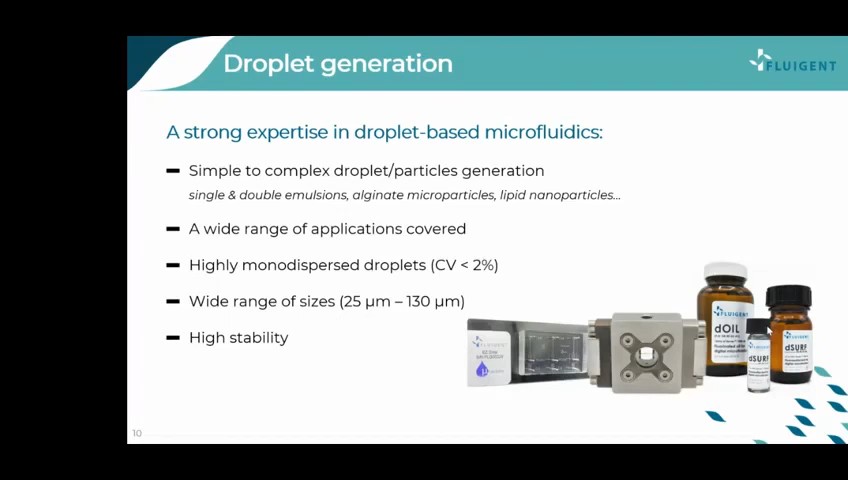 Droplet generation
FLUIGENT
A strong expertise in droplet-based microfluidics:
Simple to complex droplet/particles generation
single & double emulsions, alginate microparticles, lipid nanoparticles...
A wide range of applications covered
Highly monodispersed droplets (CV < 2%)
Wide range of sizes (25 µm – 130 µm)
High stability
FLUIGENT
FLUIGENT
dOIL
dSURF
dSURF
10